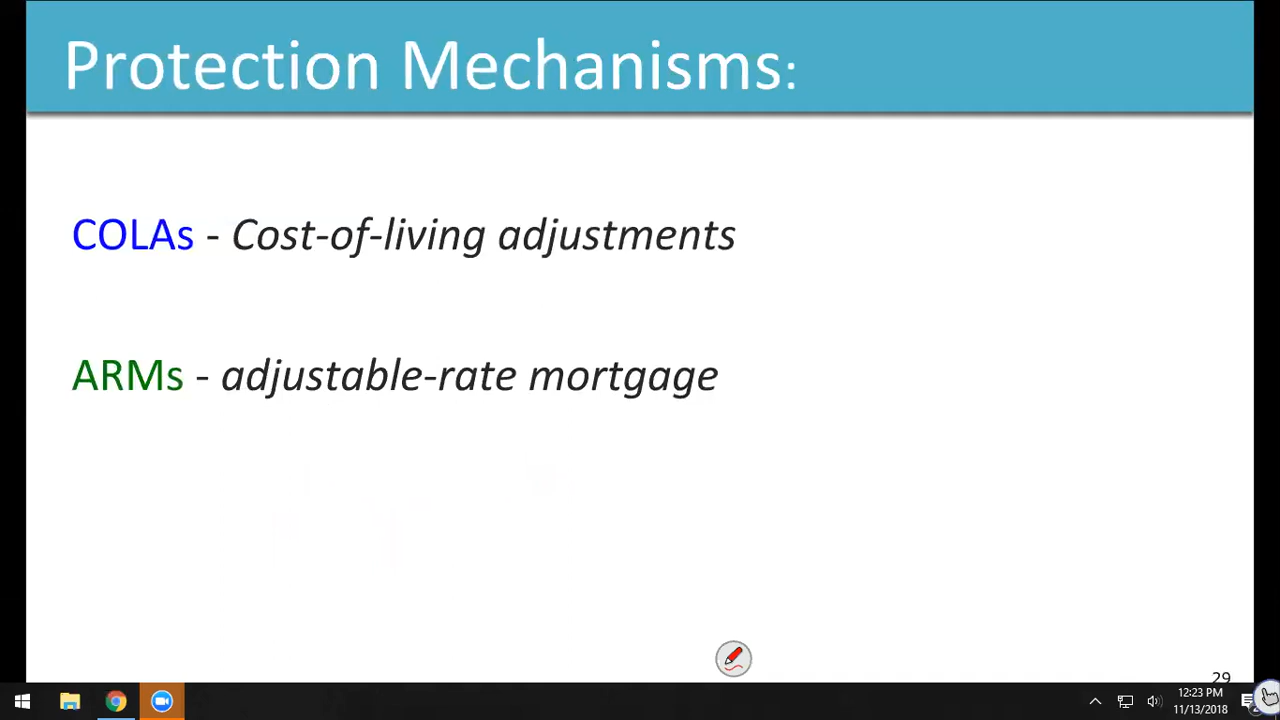 Protection Mechanisms:
COLAs - Cost-of-living adjustments
ARMs - adjustable-rate mortgage
29
12:23 PM
11/13/2018